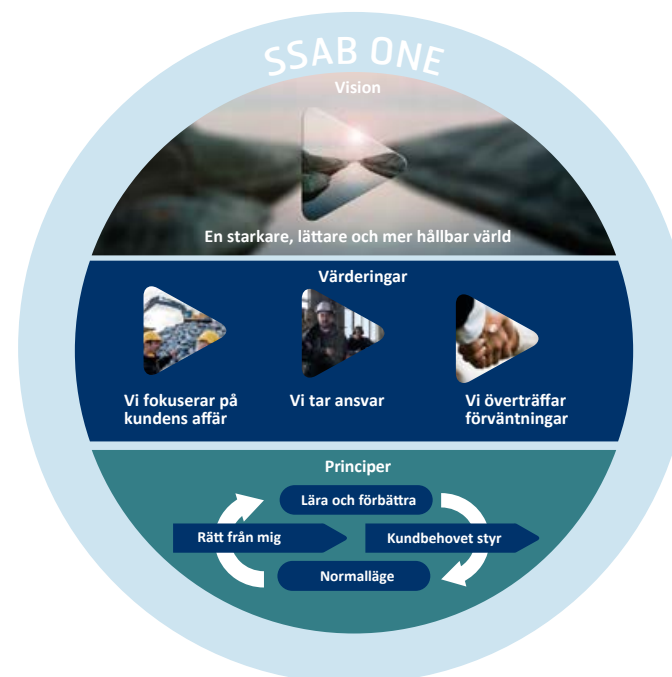 SSAB ONE
Vision
En starkare, lättare och mer hållbar värld
Värderingar
Vi fokuserar på
kundens affär
Vi tar ansvar
Vi överträffar
förväntningar
Principer
Lära och förbättra
Rätt från mig
Kundbehovet styr
Normalläge